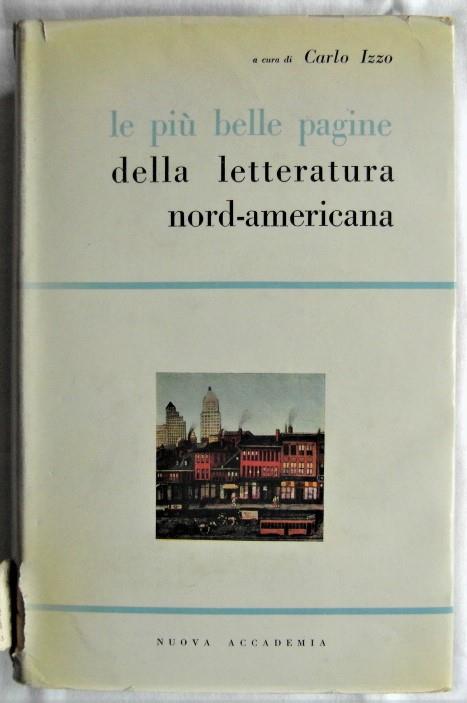 a cura di Carlo Izzo
le più belle pagine
della letteratura
nord-americana
NUOVA ACCADEMIA